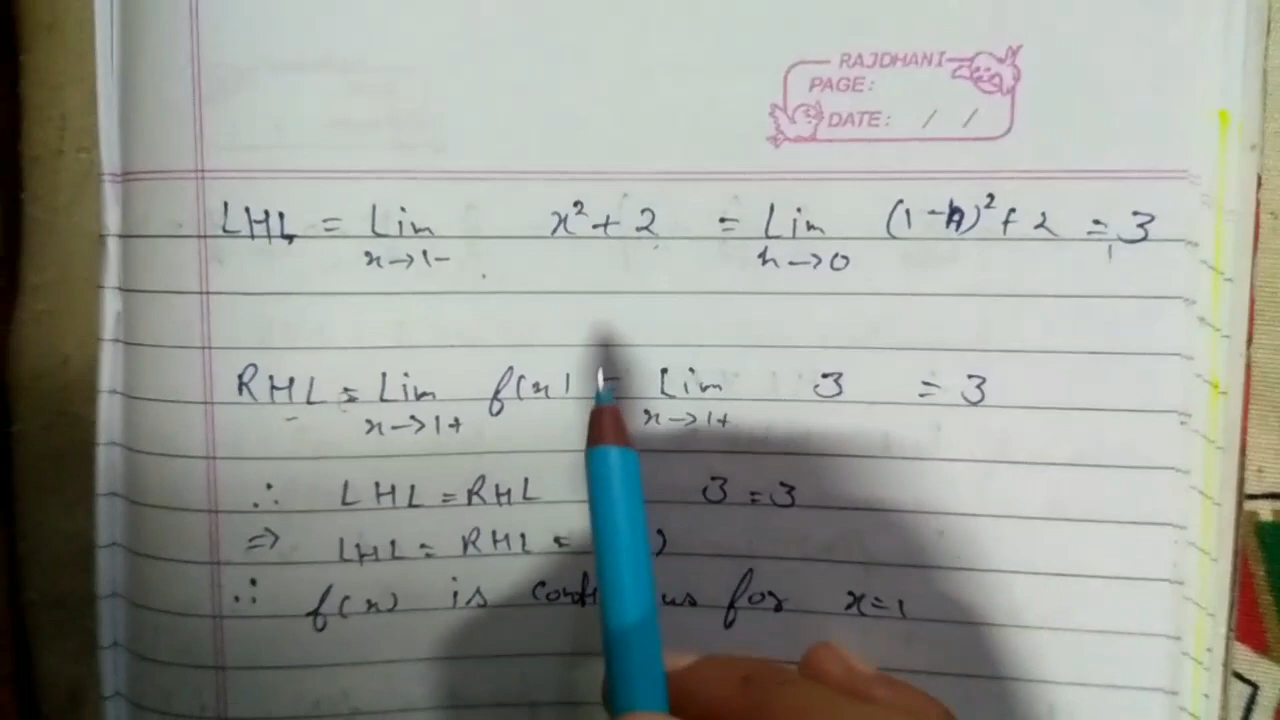 RAJDHANI
PAGE:
DATE: / /
LHL = Lim x² + 2 = Lim (1-h)² + 2 = 3
x→1- h→0
RHL = Lim f(x) = Lim 3 = 3
x→1+ x→1+
∴ LHL = RHL 3 = 3
⇒ LHL = RHL = )
∴ f(x) is for x=1